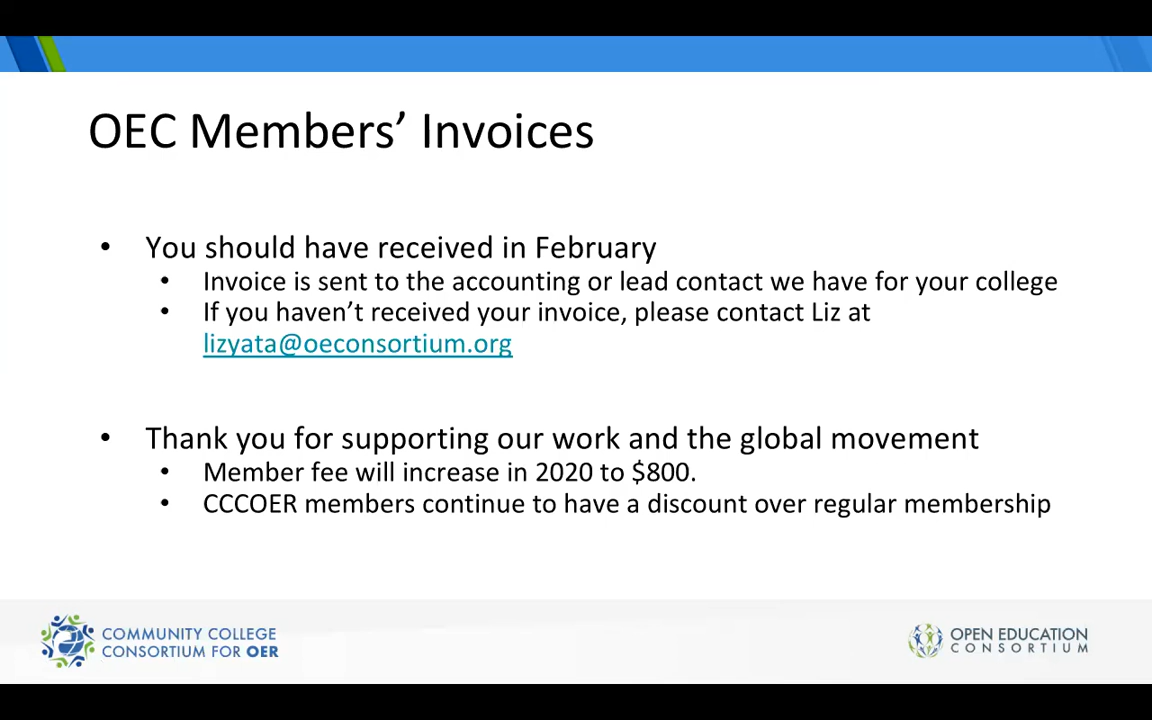 OEC Members’ Invoices
• You should have received in February
• Invoice is sent to the accounting or lead contact we have for your college
• If you haven’t received your invoice, please contact Liz at
lizyata@oeconsortium.org
• Thank you for supporting our work and the global movement
• Member fee will increase in 2020 to $800.
• CCCOER members continue to have a discount over regular membership
COMMUNITY COLLEGE
CONSORTIUM FOR OER
OPEN EDUCATION
CONSORTIUM